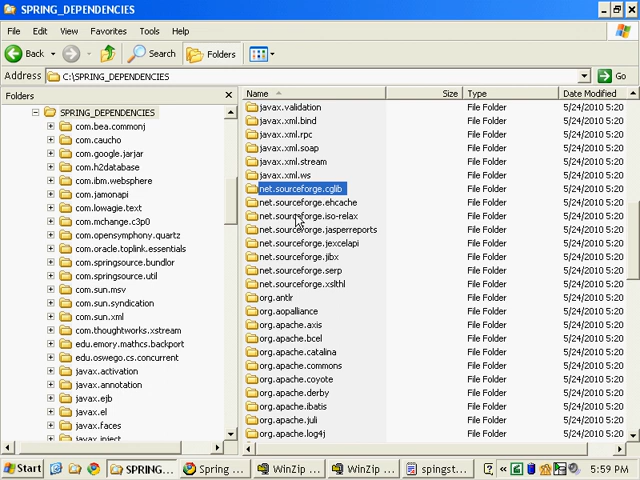 SPRING_DEPENDENCIES
File Edit View Favorites Tools Help
Back Search Folders
Address C:\SPRING_DEPENDENCIES Go
Folders
SPRING_DEPENDENCIES
com.bea.commonj
com.caucho
com.google.jarjar
com.h2database
com.ibm.websphere
com.jamonapi
com.lowagie.text
com.mchange.c3p0
com.opensymphony.quartz
com.oracle.toplink.essentials
com.springsource.bundlor
com.springsource.util
com.sun.msv
com.sun.syndication
com.sun.xml
com.thoughtworks.xstream
edu.emory.mathcs.backport
edu.oswego.cs.concurrent
javax.activation
javax.annotation
javax.ejb
javax.el
javax.faces
javax.inject
Name Size Type Date Modified
javax.validation File Folder 5/24/2010 5:20
javax.xml.bind File Folder 5/24/2010 5:20
javax.xml.rpc File Folder 5/24/2010 5:20
javax.xml.soap File Folder 5/24/2010 5:20
javax.xml.stream File Folder 5/24/2010 5:20
javax.xml.ws File Folder 5/24/2010 5:20
net.sourceforge.cglib File Folder 5/24/2010 5:20
net.sourceforge.ehcache File Folder 5/24/2010 5:20
net.sourceforge.iso-relax File Folder 5/24/2010 5:20
net.sourceforge.jasperreports File Folder 5/24/2010 5:20
net.sourceforge.jexcelapi File Folder 5/24/2010 5:20
net.sourceforge.jibx File Folder 5/24/2010 5:20
net.sourceforge.serp File Folder 5/24/2010 5:20
net.sourceforge.xslthl File Folder 5/24/2010 5:20
org.antlr File Folder 5/24/2010 5:20
org.aopalliance File Folder 5/24/2010 5:20
org.apache.axis File Folder 5/24/2010 5:20
org.apache.bcel File Folder 5/24/2010 5:20
org.apache.catalina File Folder 5/24/2010 5:20
org.apache.commons File Folder 5/24/2010 5:20
org.apache.coyote File Folder 5/24/2010 5:20
org.apache.derby File Folder 5/24/2010 5:20
org.apache.ibatis File Folder 5/24/2010 5:20
org.apache.juli File Folder 5/24/2010 5:20
org.apache.log4j File Folder 5/24/2010 5:20
Start SPRING... Spring ... WinZip ... WinZip ... spingst... « 5:59 PM